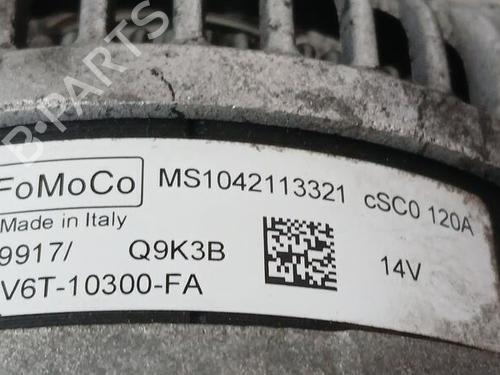 B-PARTS
FoMoCo MS1042113321 cSC0 120A
Made in Italy
9917/ Q9K3B 14V
V6T-10300-FA